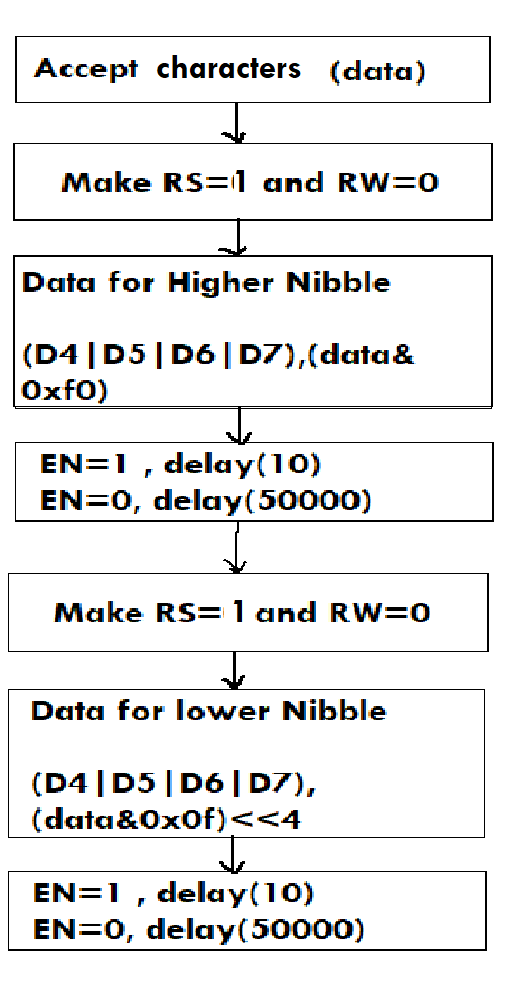 Accept characters (data)
Make RS=1 and RW=0
Data for Higher Nibble
(D4|D5|D6|D7),(data&
0xf0)
EN=1 , delay(10)
EN=0, delay(50000)
Make RS=1 and RW=0
Data for lower Nibble
(D4|D5|D6|D7),
(data&0x0f)<<4
EN=1 , delay(10)
EN=0, delay(50000)